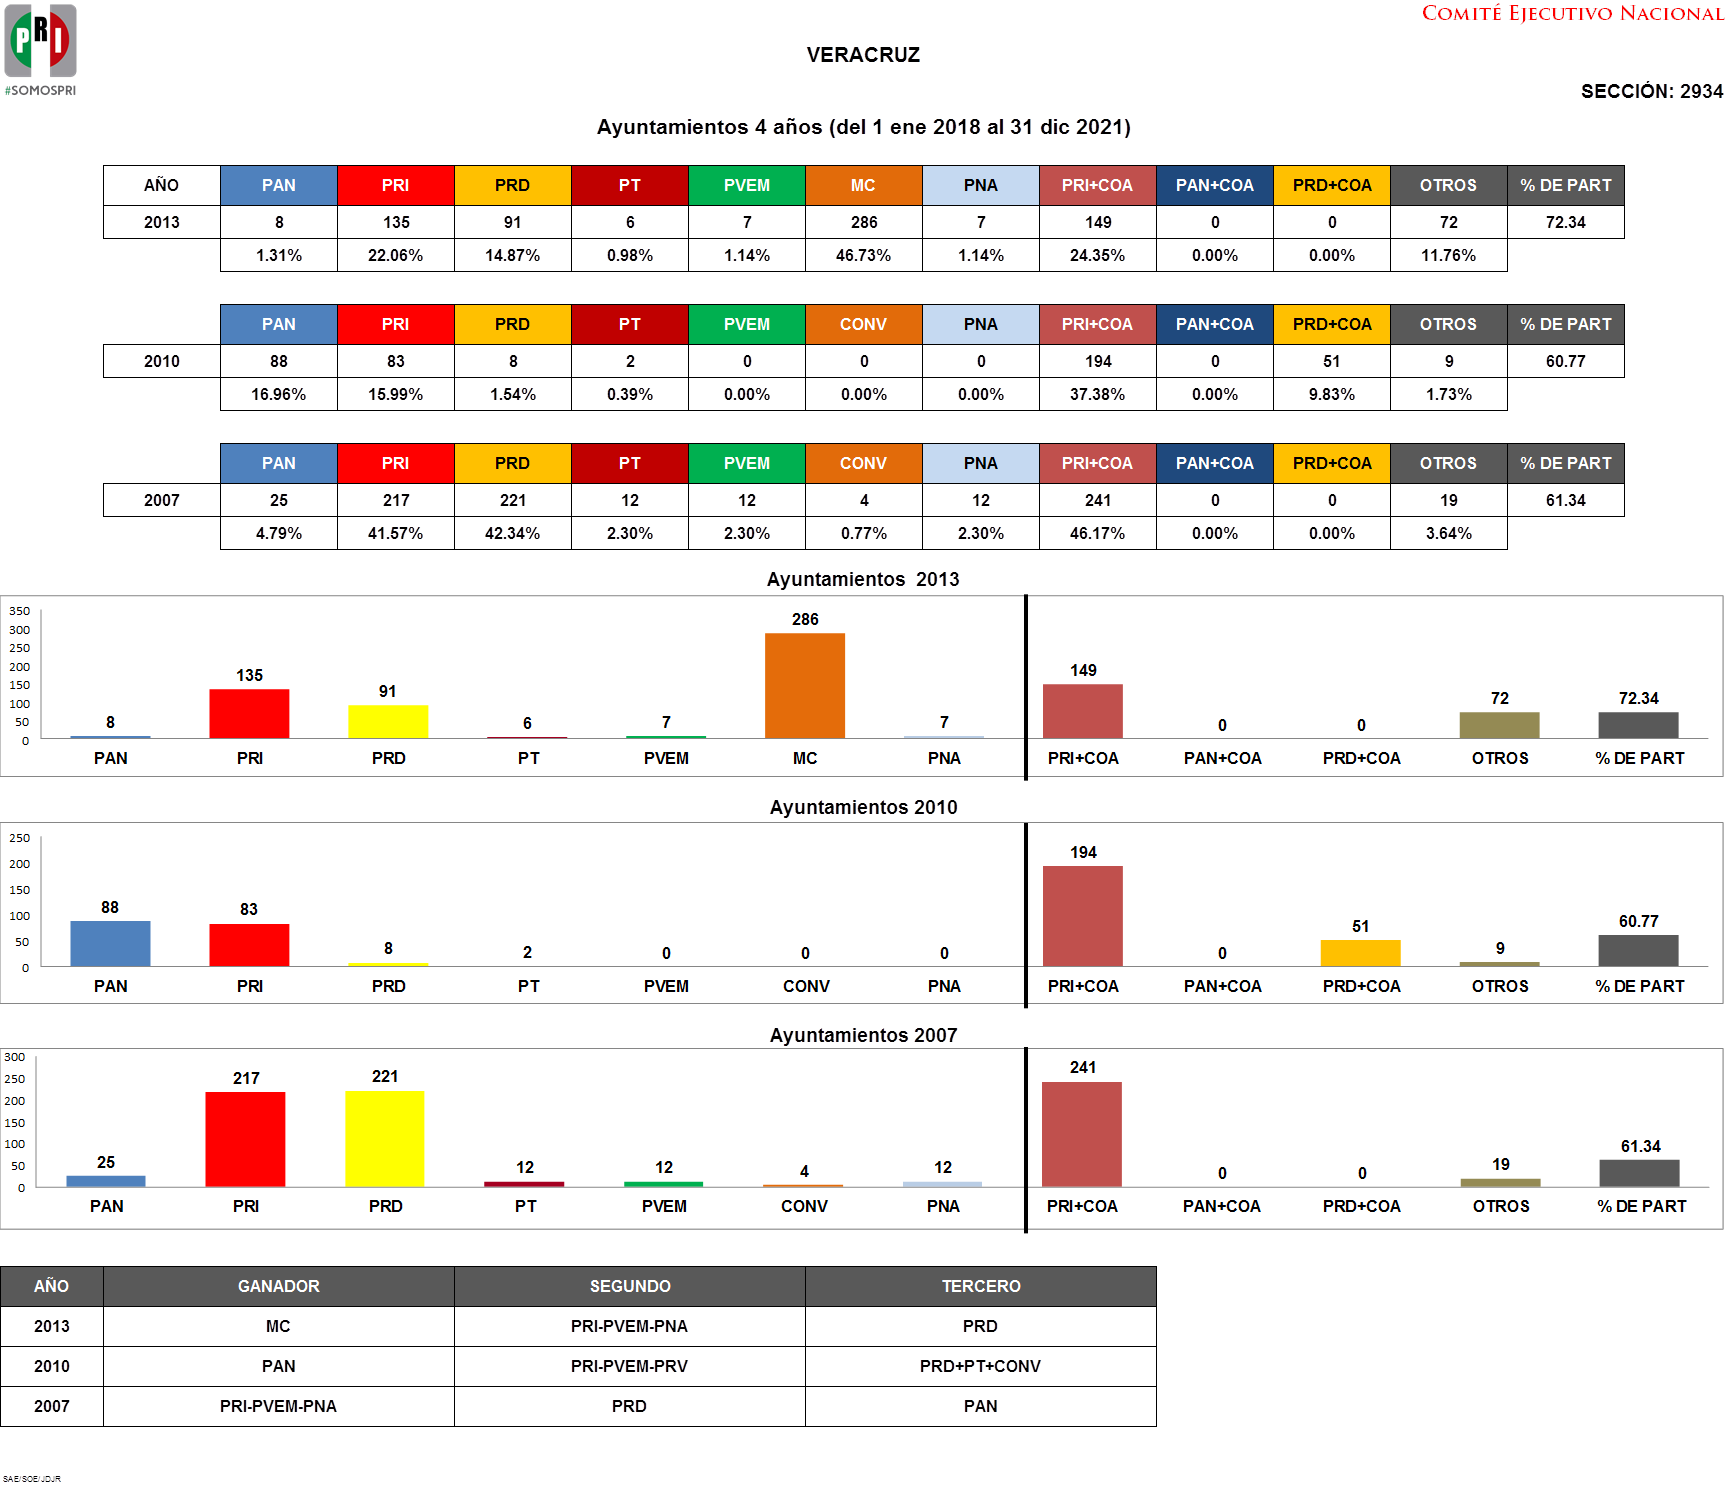 PRI
#SOMOSPRI
COMITÉ EJECUTIVO NACIONAL
VERACRUZ
SECCIÓN: 2934
Ayuntamientos 4 años (del 1 ene 2018 al 31 dic 2021)
AÑO PAN PRI PRD PT PVEM MC PNA PRI+COA PAN+COA PRD+COA OTROS % DE PART
2013 8 135 91 6 7 286 7 149 0 0 72 72.34
1.31% 22.06% 14.87% 0.98% 1.14% 46.73% 1.14% 24.35% 0.00% 0.00% 11.76%
PAN PRI PRD PT PVEM CONV PNA PRI+COA PAN+COA PRD+COA OTROS % DE PART
2010 88 83 8 2 0 0 0 194 0 51 9 60.77
16.96% 15.99% 1.54% 0.39% 0.00% 0.00% 0.00% 37.38% 0.00% 9.83% 1.73%
PAN PRI PRD PT PVEM CONV PNA PRI+COA PAN+COA PRD+COA OTROS % DE PART
2007 25 217 221 12 12 4 12 241 0 0 19 61.34
4.79% 41.57% 42.34% 2.30% 2.30% 0.77% 2.30% 46.17% 0.00% 0.00% 3.64%
Ayuntamientos 2013
350
300
250
200
150
100
50
0
8 135 91 6 7 286 7 149 0 0 72 72.34
PAN PRI PRD PT PVEM MC PNA PRI+COA PAN+COA PRD+COA OTROS % DE PART
Ayuntamientos 2010
250
200
150
100
50
0
88 83 8 2 0 0 0 194 0 51 9 60.77
PAN PRI PRD PT PVEM CONV PNA PRI+COA PAN+COA PRD+COA OTROS % DE PART
Ayuntamientos 2007
300
250
200
150
100
50
0
25 217 221 12 12 4 12 241 0 0 19 61.34
PAN PRI PRD PT PVEM CONV PNA PRI+COA PAN+COA PRD+COA OTROS % DE PART
AÑO GANADOR SEGUNDO TERCERO
2013 MC PRI-PVEM-PNA PRD
2010 PAN PRI-PVEM-PRV PRD+PT+CONV
2007 PRI-PVEM-PNA PRD PAN
SAE/SOE/JDJR